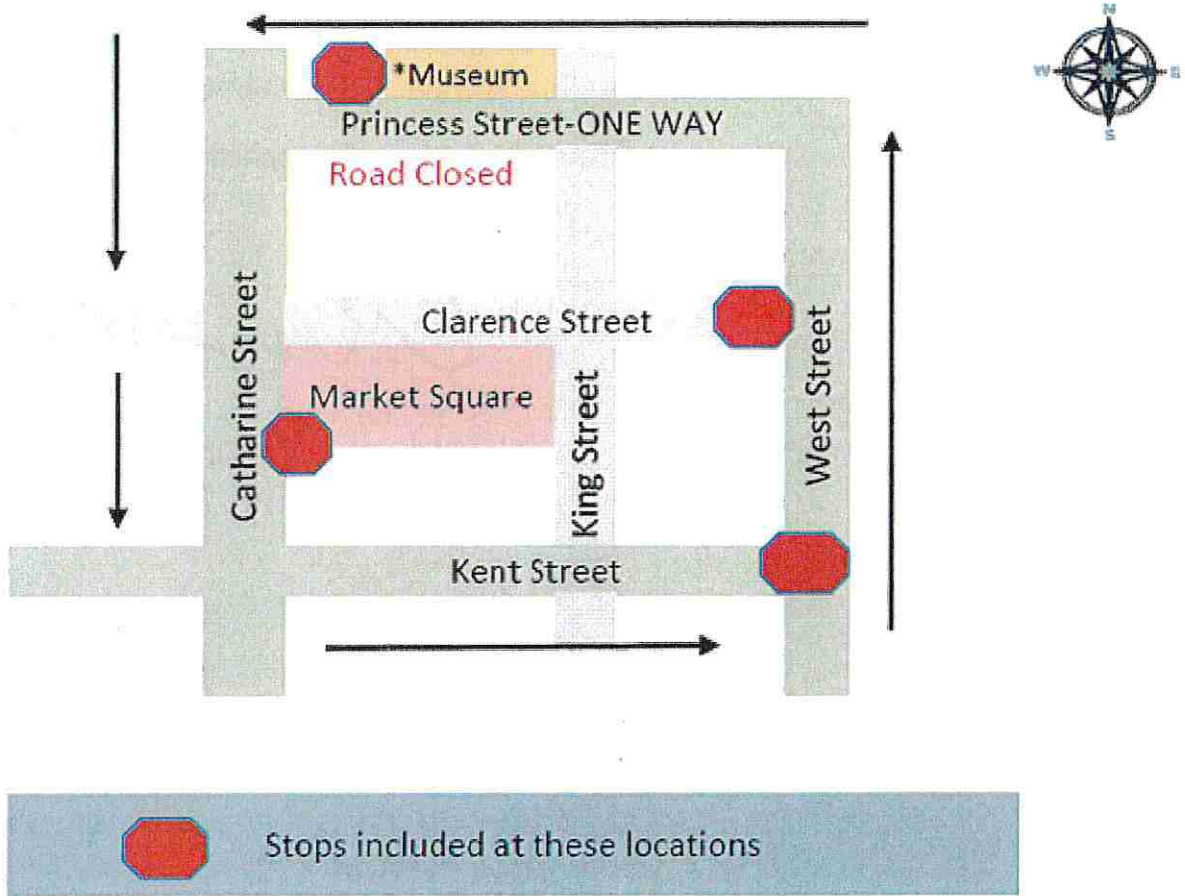 N
W E
S
*Museum
Princess Street-ONE WAY
Road Closed
Clarence Street
Catharine Street
Market Square
King Street
West Street
Kent Street
Stops included at these locations